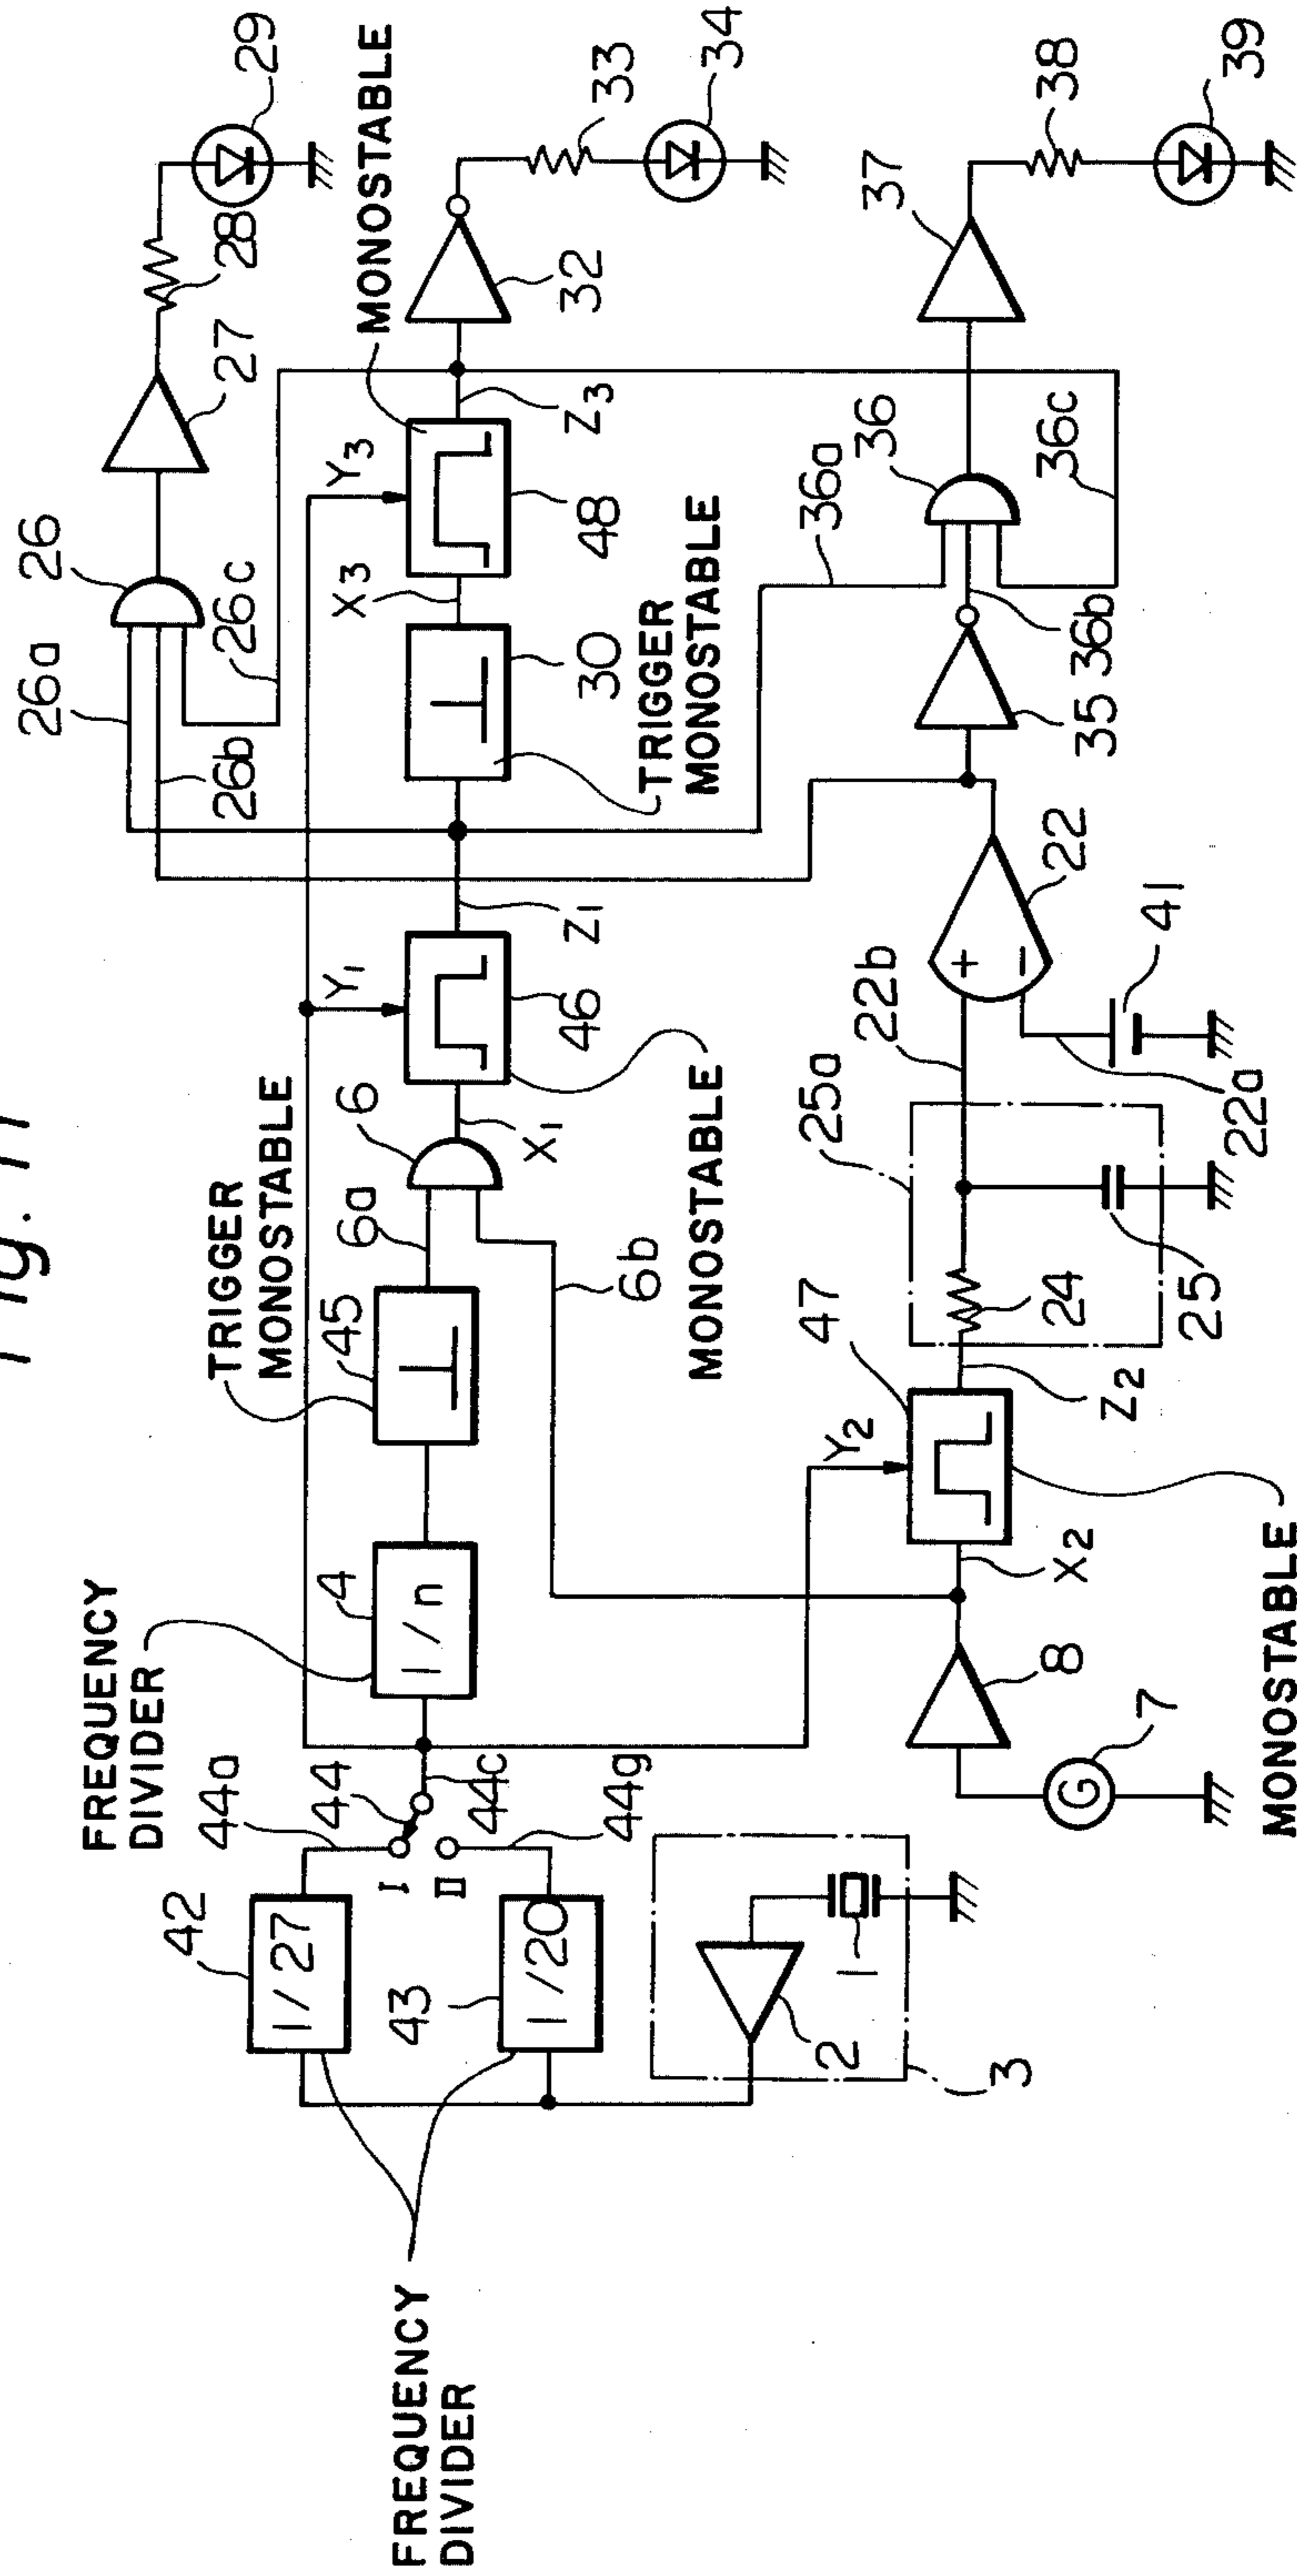 Fig. 11
FREQUENCY
DIVIDER
TRIGGER
MONOSTABLE
26a
26
29
42
44a
4
45
26b
26c
27
28
1/27
44
1/n
6a
6
Y1
Y3
MONOSTABLE
I
II
44c
X1
46
Z1
X3
30
48
Z3
32
33
34
FREQUENCY
DIVIDER
43
1/20
44g
6b
MONOSTABLE
TRIGGER
MONOSTABLE
2
1
3
47
Y2
25a
22b
36a
36
37
38
39
G
7
8
X2
Z2
24
25
22a
+
−
22
41
35
36b
36c
MONOSTABLE